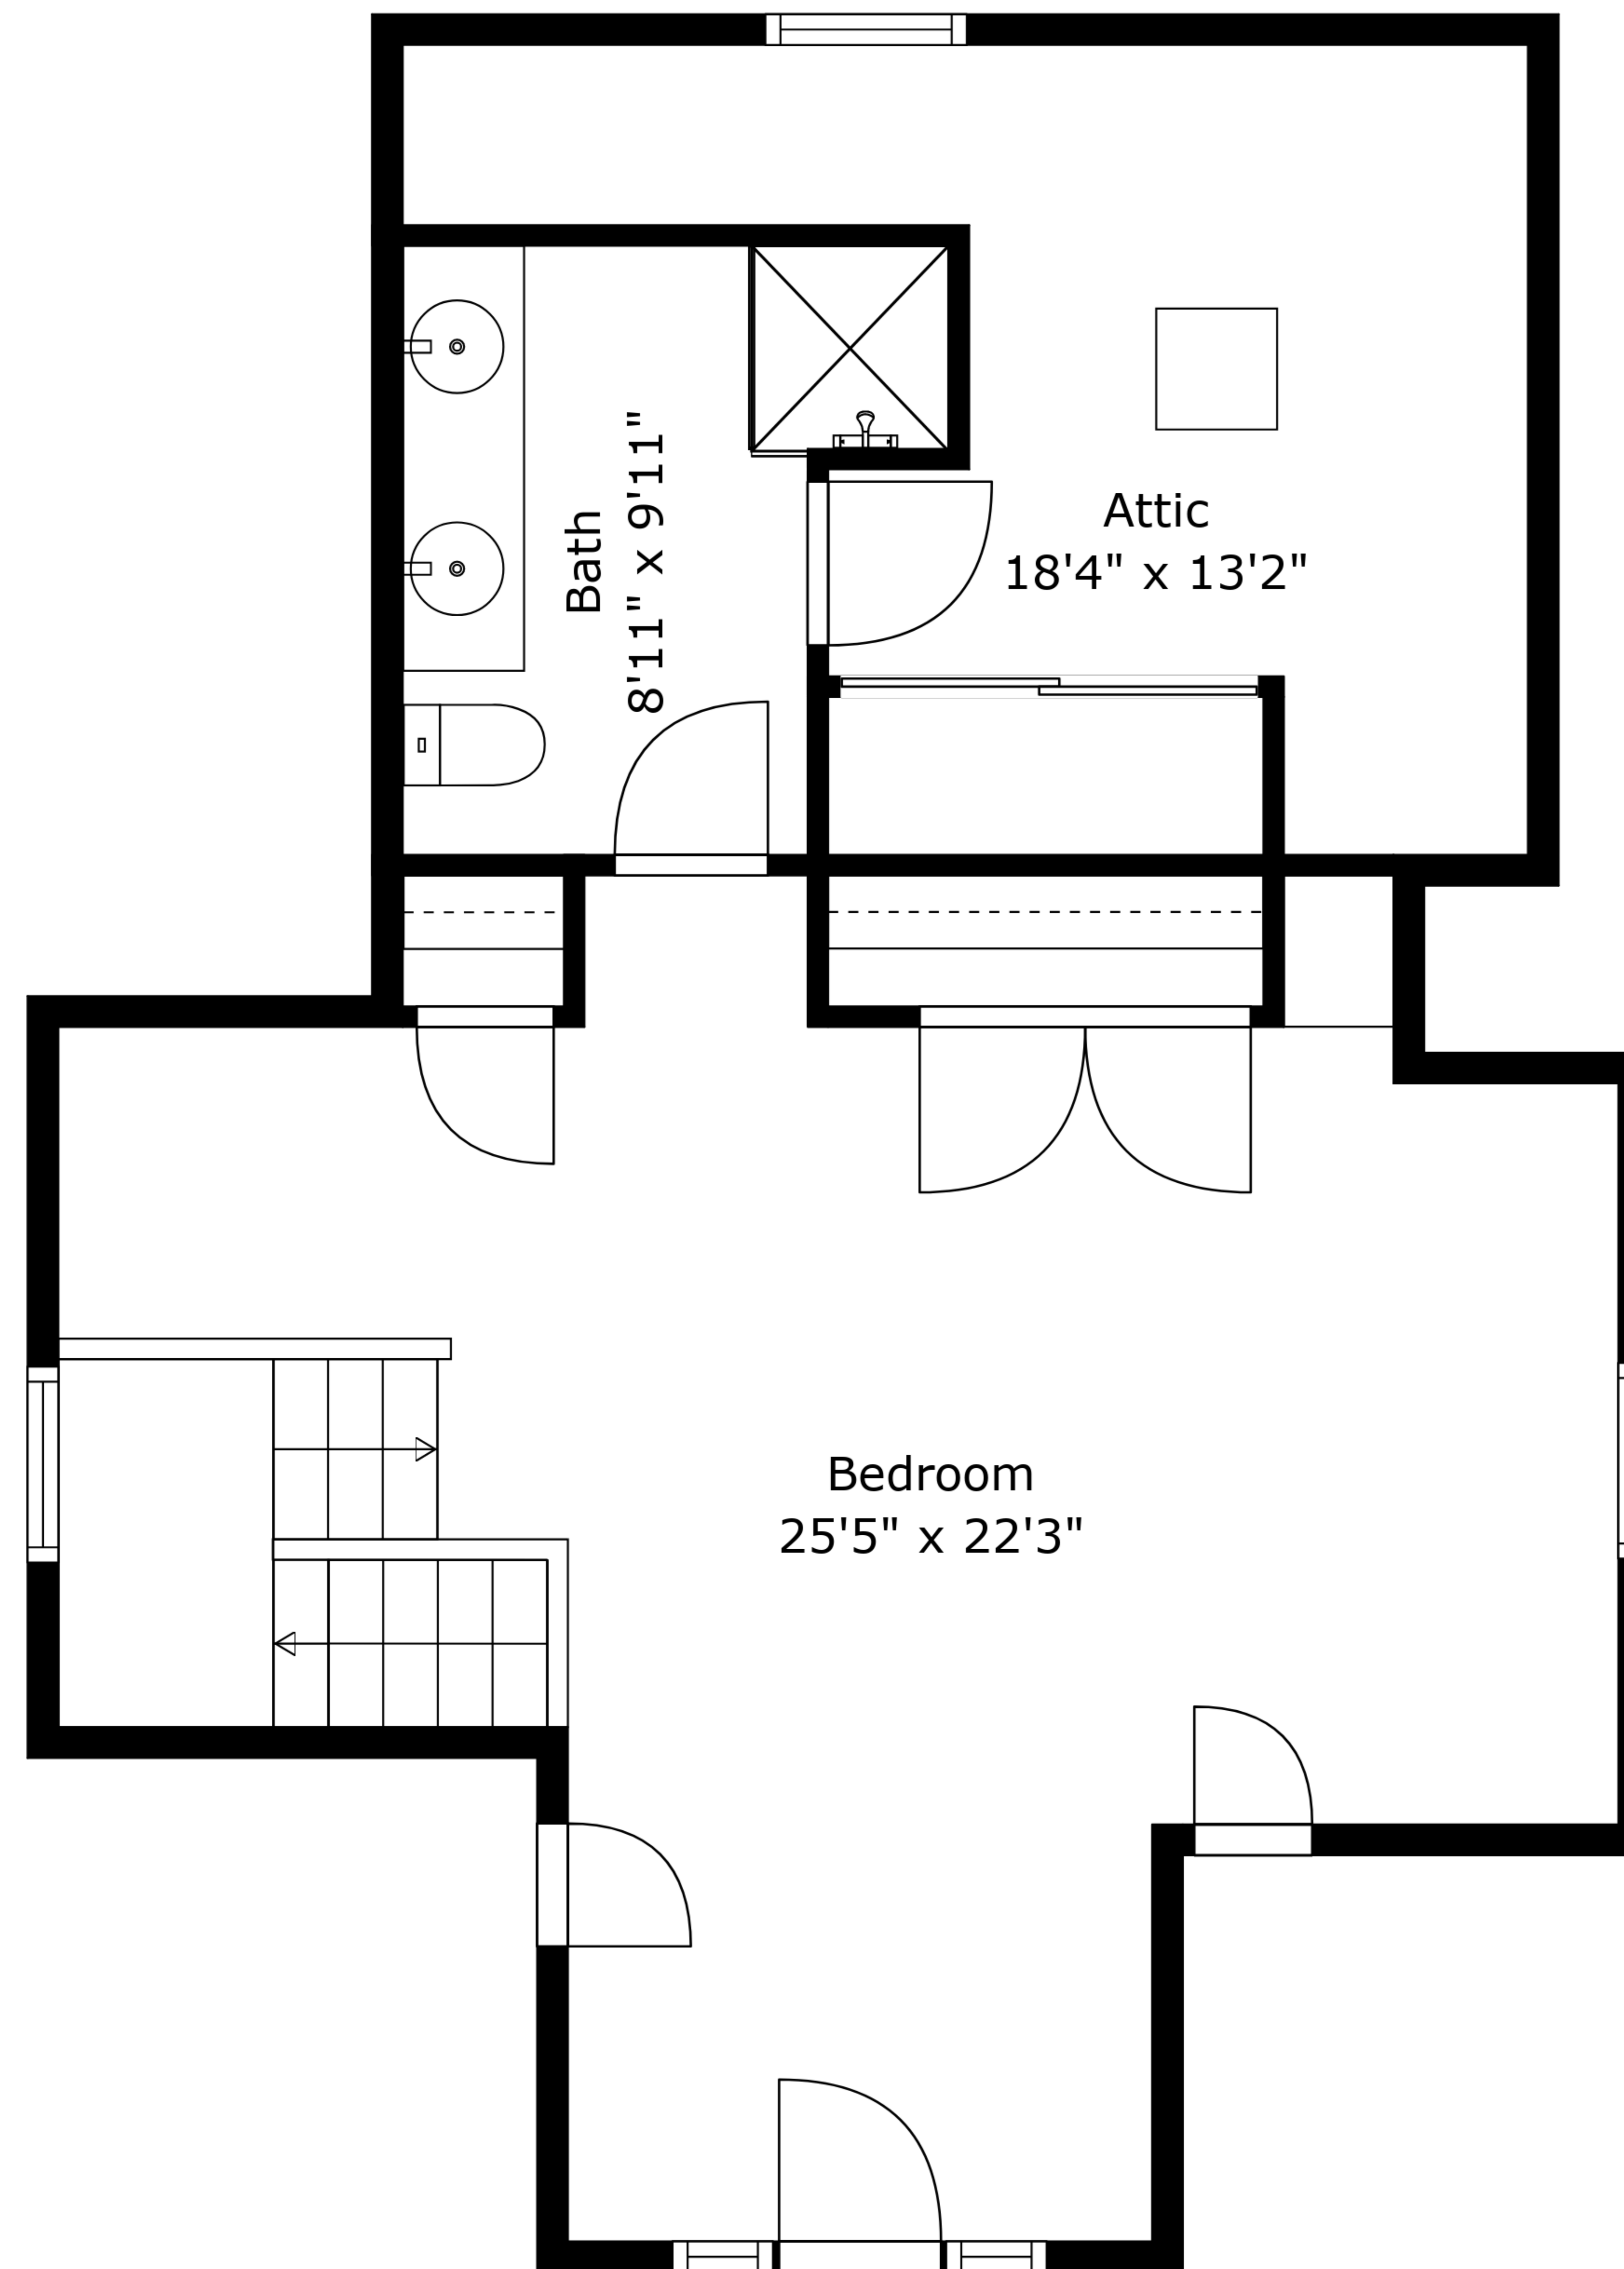 Bath
8'11" x 9'11"
Attic
18'4" x 13'2"
Bedroom
25'5" x 22'3"